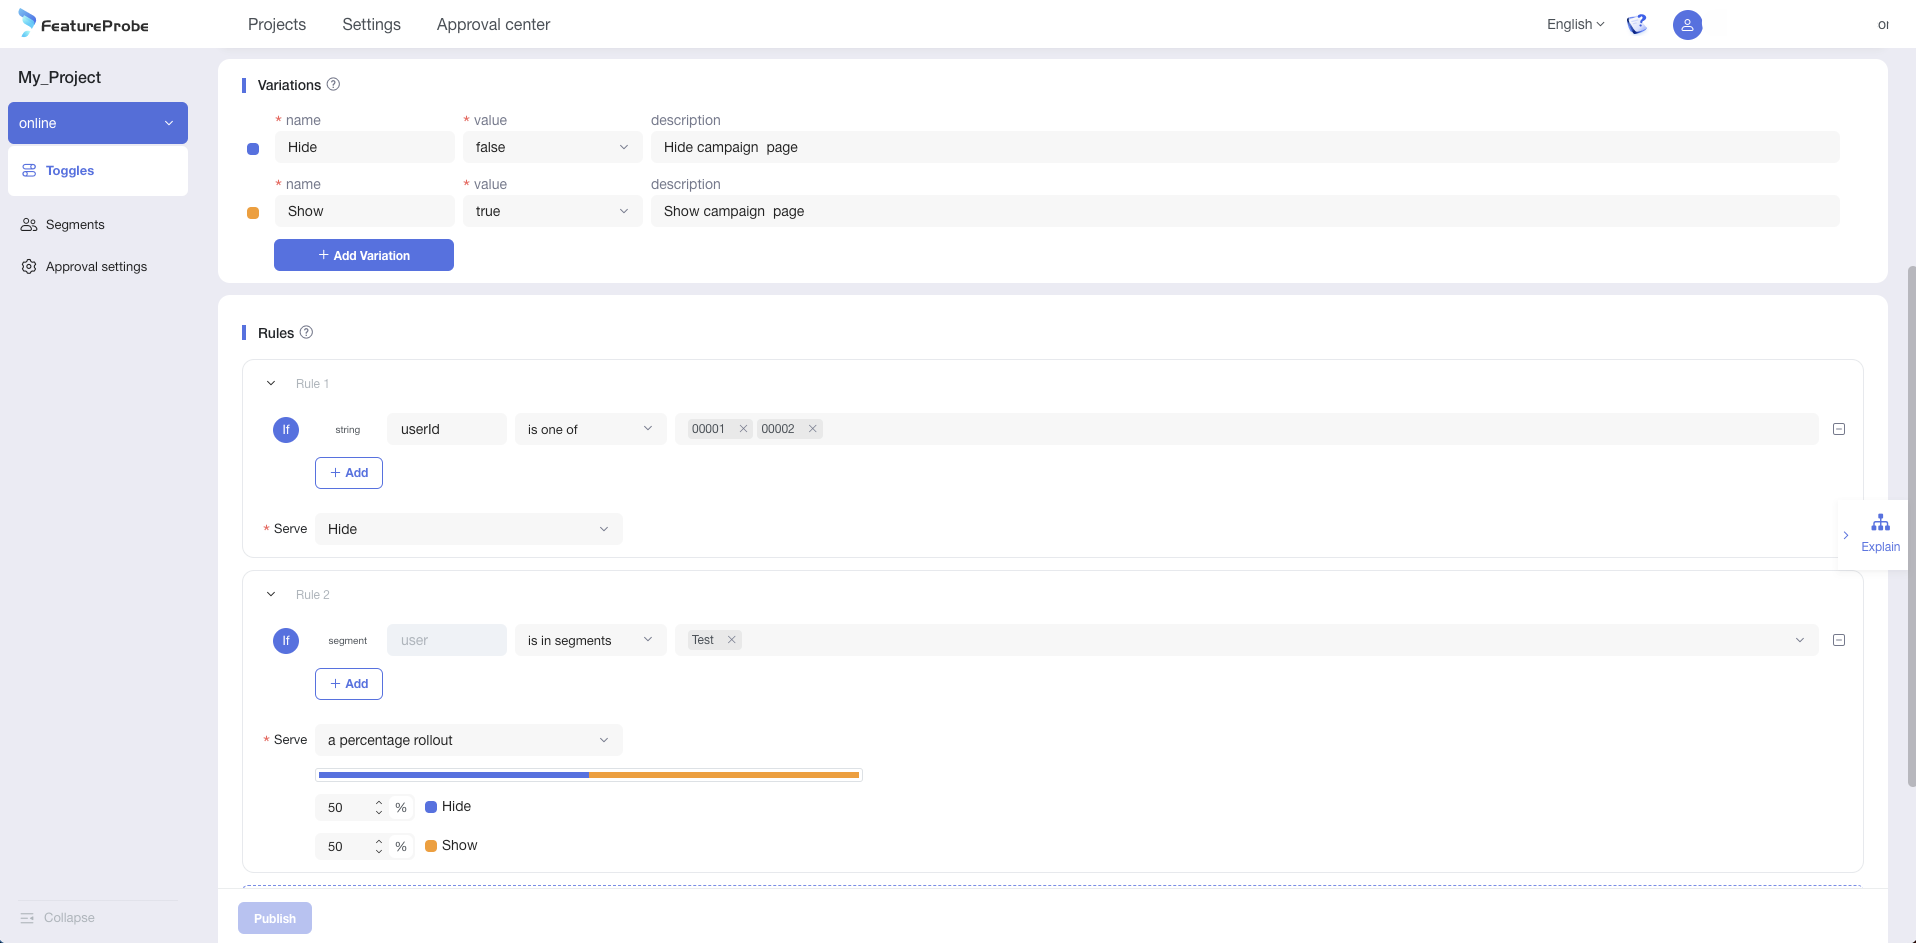 FeatureProbe
Projects
Settings
Approval center
English
or
My_Project
online
Toggles
Segments
Approval settings
Collapse
Variations
* name
* value
description
Hide
false
Hide campaign  page
* name
* value
description
Show
true
Show campaign  page
+ Add Variation
Rules
Rule 1
If
string
userId
is one of
00001
00002
+ Add
* Serve
Hide
Explain
Rule 2
If
segment
user
is in segments
Test
+ Add
* Serve
a percentage rollout
50
%
Hide
50
%
Show
Publish